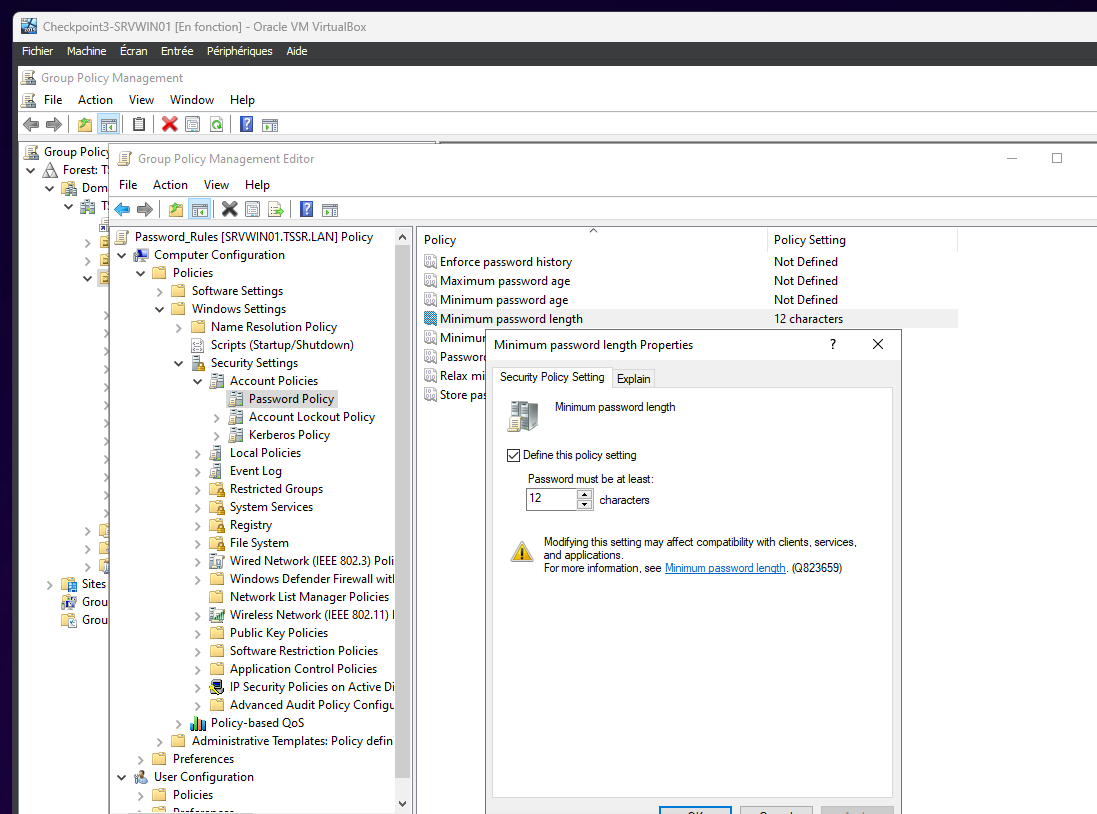 Checkpoint3-SRVWIN01 [En fonction] - Oracle VM VirtualBox
Fichier Machine Écran Entrée Périphériques Aide
Group Policy Management
File Action View Window Help
Group Policy
Forest: TS
Dom
TS
Sites
Grou
Grou
Group Policy Management Editor
File Action View Help
Password_Rules [SRVWIN01.TSSR.LAN] Policy
Computer Configuration
Policies
Software Settings
Windows Settings
Name Resolution Policy
Scripts (Startup/Shutdown)
Security Settings
Account Policies
Password Policy
Account Lockout Policy
Kerberos Policy
Local Policies
Event Log
Restricted Groups
System Services
Registry
File System
Wired Network (IEEE 802.3) Poli
Windows Defender Firewall wit
Network List Manager Policies
Wireless Network (IEEE 802.11)
Public Key Policies
Software Restriction Policies
Application Control Policies
IP Security Policies on Active Di
Advanced Audit Policy Configu
Policy-based QoS
Administrative Templates: Policy defin
Preferences
User Configuration
Policies
Preferences
Policy Policy Setting
Enforce password history Not Defined
Maximum password age Not Defined
Minimum password age Not Defined
Minimum password length 12 characters
Minimur
Password
Relax mi
Store pas
Minimum password length Properties ?
Security Policy Setting Explain
Minimum password length
Define this policy setting
Password must be at least:
12 characters
Modifying this setting may affect compatibility with clients, services,
and applications.
For more information, see Minimum password length. (Q823659)